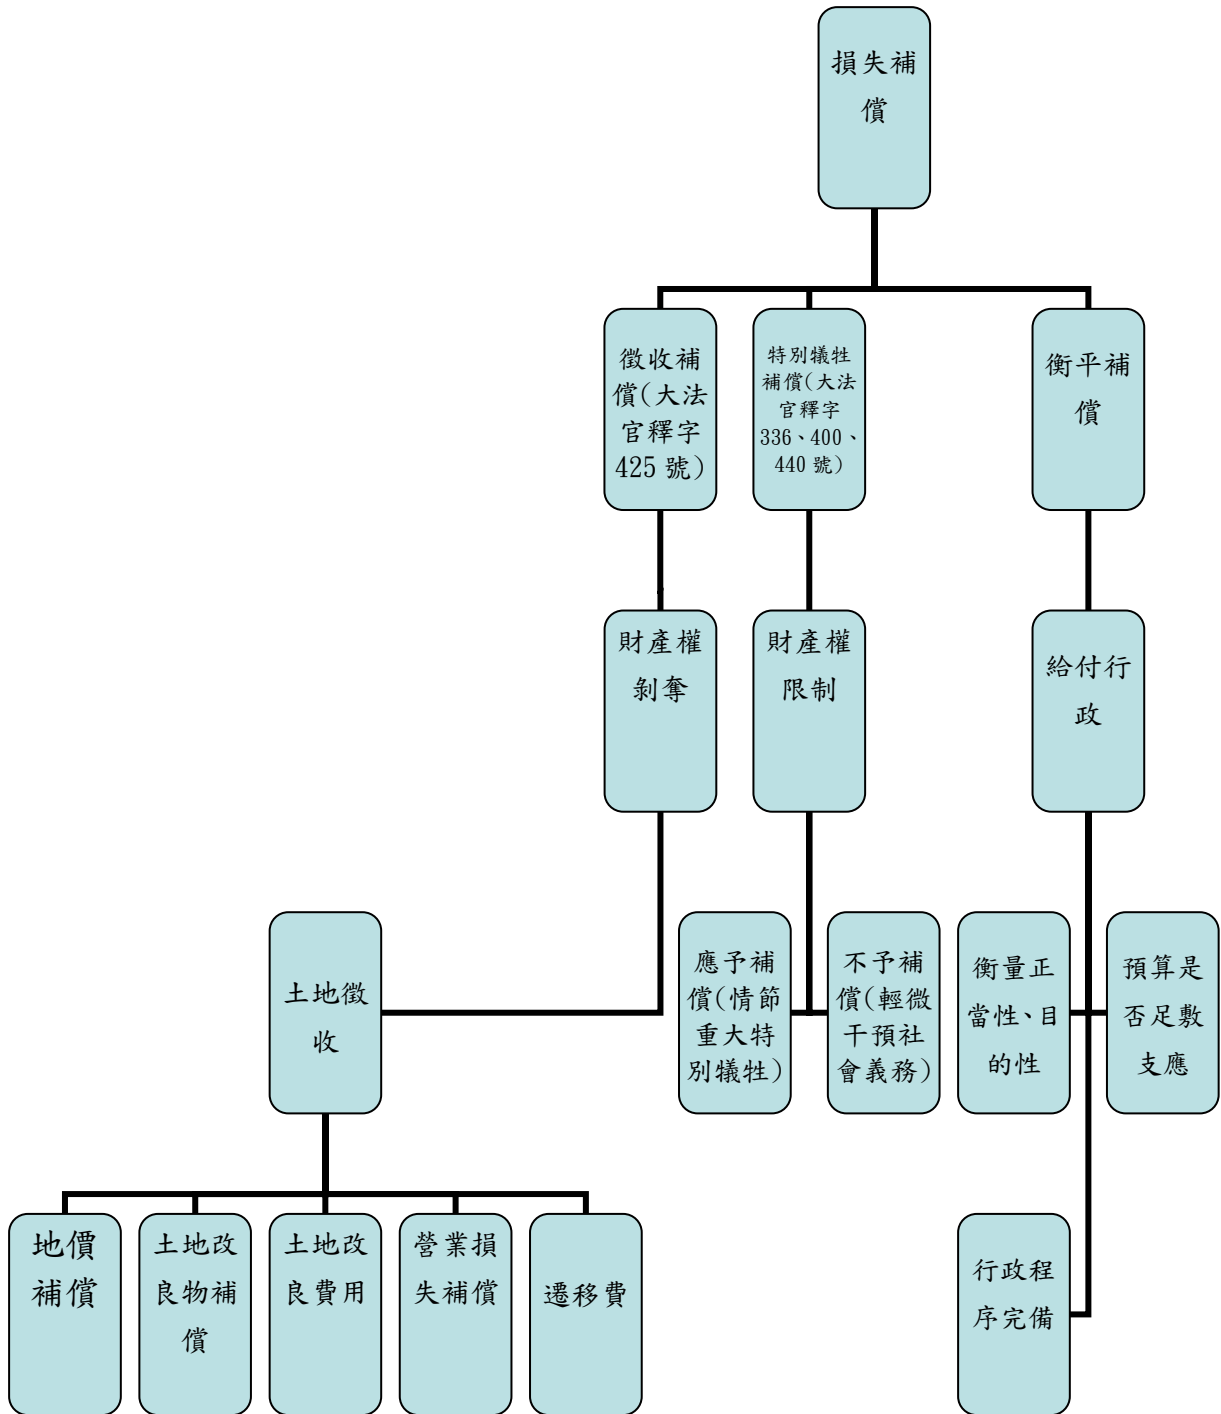 損失補
償
徵收補
償(大法
官釋字
425 號)
特別犧牲
補償(大法
官釋字
336、400、
440 號)
衡平補
償
財產權
剝奪
財產權
限制
給付行
政
土地徵
收
應予補
償(情節
重大特
別犧牲)
不予補
償(輕微
干預社
會義務)
衡量正
當性、目
的性
預算是
否足敷
支應
地價
補償
土地改
良物補
償
土地改
良費用
營業損
失補償
遷移費
行政程
序完備